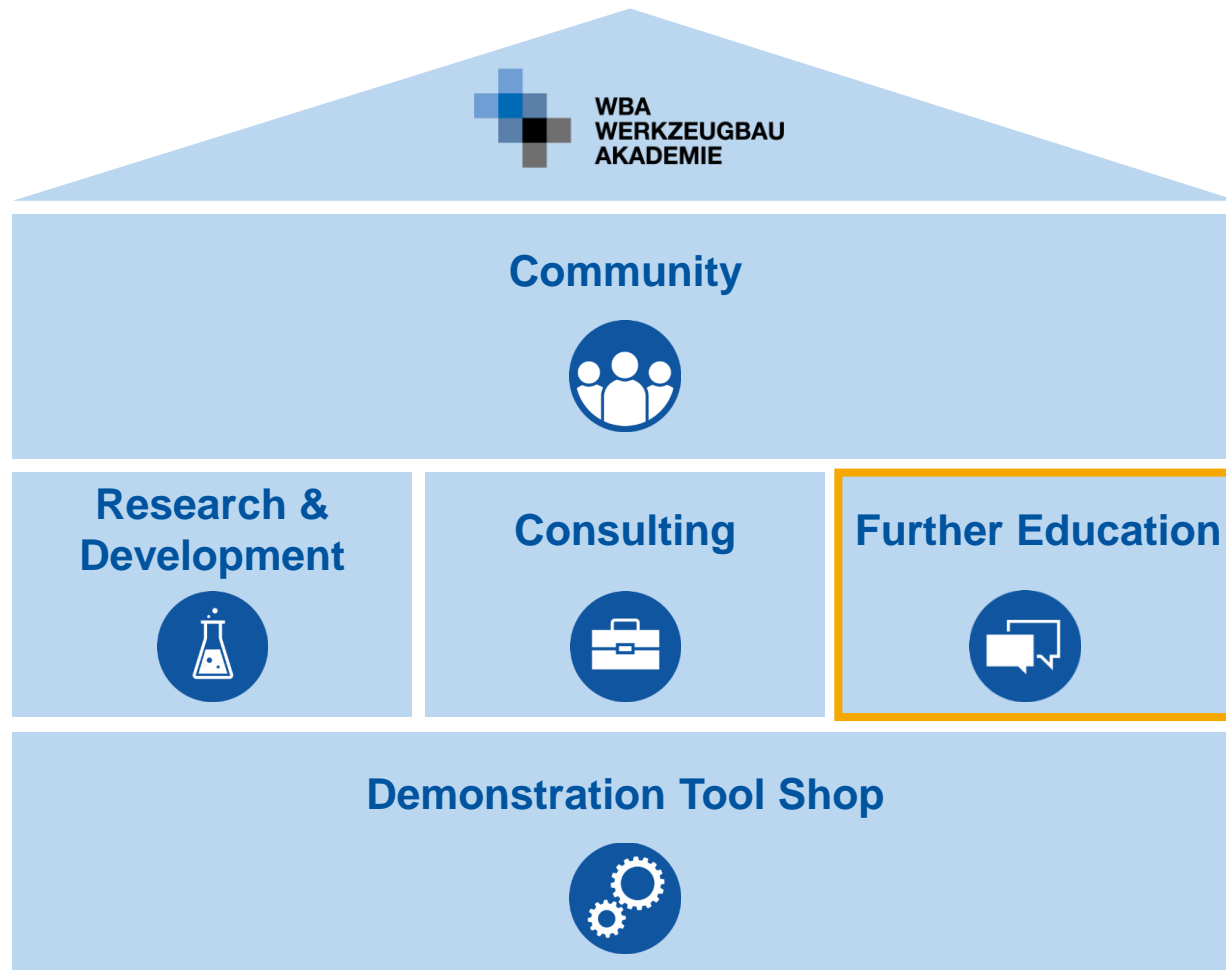 WBA
WERKZEUGBAU
AKADEMIE
Community
Research &
Development
Consulting
Further Education
Demonstration Tool Shop